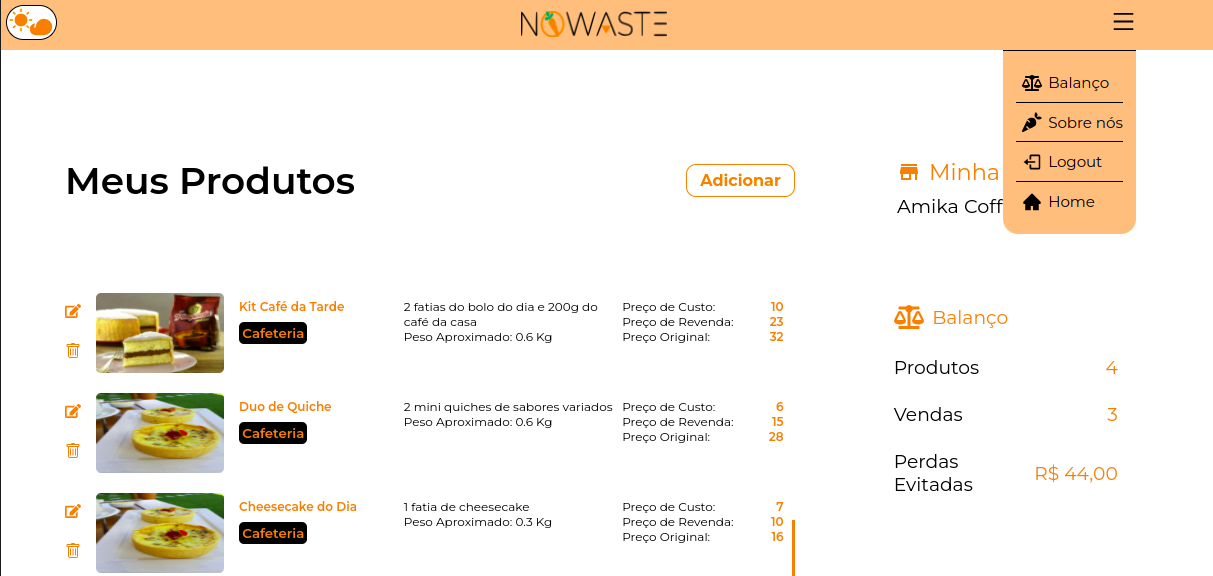 NOWASTE
Balanço
Sobre nós
Logout
Home
Meus Produtos
Adicionar
Minha
Amika Coff
Kit Café da Tarde
Cafeteria
2 fatias do bolo do dia e 200g do
café da casa
Peso Aproximado: 0.6 Kg
Preço de Custo: 10
Preço de Revenda: 23
Preço Original: 32
Duo de Quiche
Cafeteria
2 mini quiches de sabores variados
Peso Aproximado: 0.6 Kg
Preço de Custo: 6
Preço de Revenda: 15
Preço Original: 28
Cheesecake do Dia
Cafeteria
1 fatia de cheesecake
Peso Aproximado: 0.3 Kg
Preço de Custo: 7
Preço de Revenda: 10
Preço Original: 16
Balanço
Produtos 4
Vendas 3
Perdas
Evitadas R$ 44,00